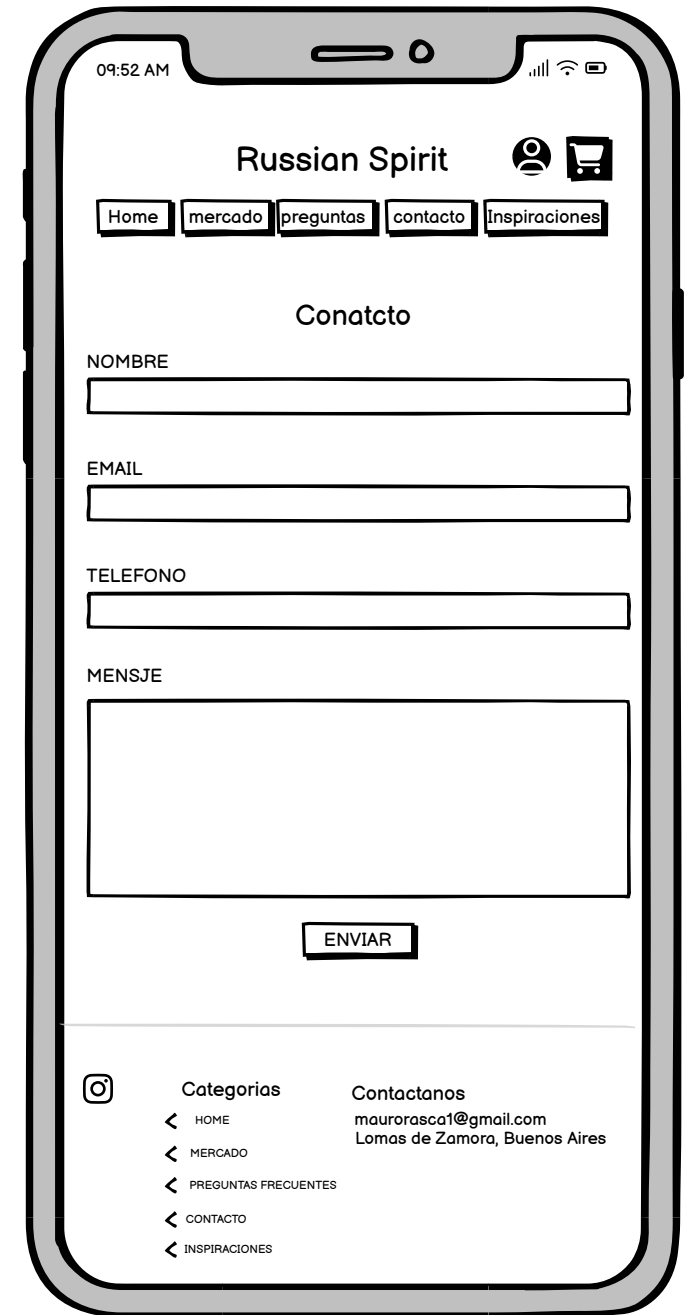 09:52 AM
Russian Spirit
Home mercado preguntas contacto Inspiraciones
Conatcto
NOMBRE
EMAIL
TELEFONO
MENSJE
ENVIAR
Categorias
HOME
MERCADO
PREGUNTAS FRECUENTES
CONTACTO
INSPIRACIONES
Contactanos
maurorasca1@gmail.com
Lomas de Zamora, Buenos Aires